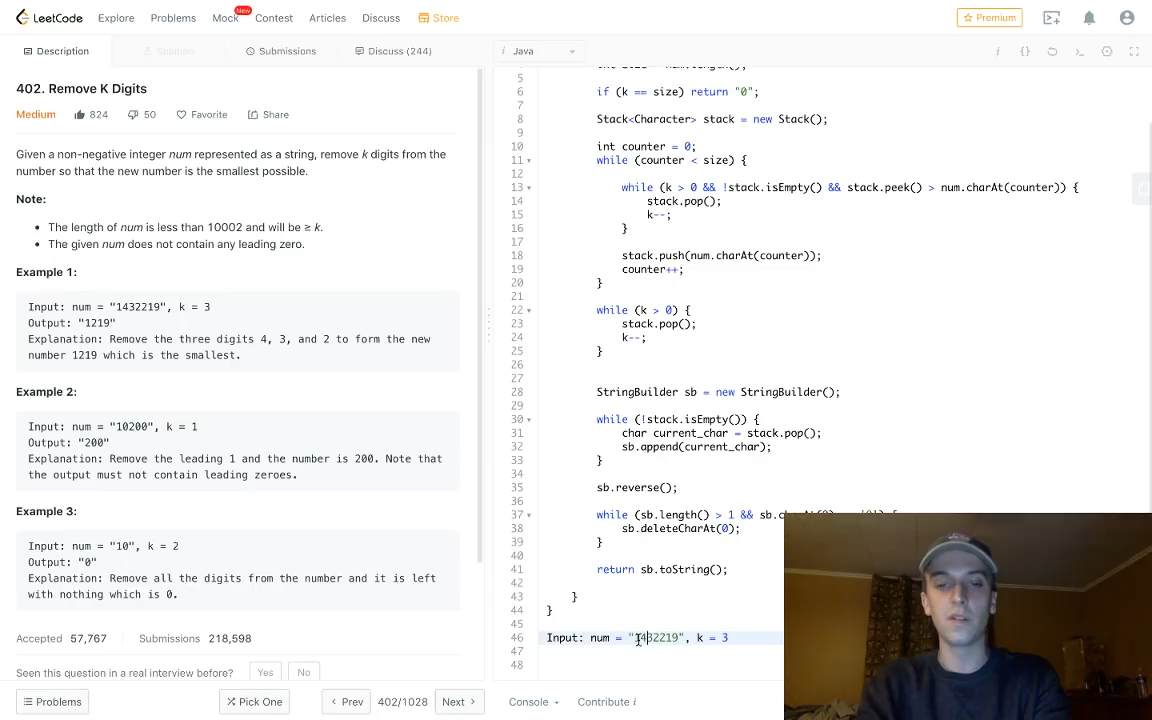 LeetCode Explore Problems Mock New Contest Articles Discuss Store Premium
Description Solution Submissions Discuss (244) i Java
402. Remove K Digits
Medium 824 50 Favorite Share
Given a non-negative integer num represented as a string, remove k digits from the
number so that the new number is the smallest possible.
Note:
• The length of num is less than 10002 and will be ≥ k.
• The given num does not contain any leading zero.
Example 1:
Input: num = "1432219", k = 3
Output: "1219"
Explanation: Remove the three digits 4, 3, and 2 to form the new
number 1219 which is the smallest.
Example 2:
Input: num = "10200", k = 1
Output: "200"
Explanation: Remove the leading 1 and the number is 200. Note that
the output must not contain leading zeroes.
Example 3:
Input: num = "10", k = 2
Output: "0"
Explanation: Remove all the digits from the number and it is left
with nothing which is 0.
Accepted 57,767 Submissions 218,598
Seen this question in a real interview before? Yes No
Problems Pick One Prev 402/1028 Next Console Contribute i
5
6 if (k == size) return "0";
7
8 Stack<Character> stack = new Stack();
9
10 int counter = 0;
11 while (counter < size) {
12
13 while (k > 0 && !stack.isEmpty() && stack.peek() > num.charAt(counter)) {
14 stack.pop();
15 k--;
16 }
17
18 stack.push(num.charAt(counter));
19 counter++;
20 }
21
22 while (k > 0) {
23 stack.pop();
24 k--;
25 }
26
27
28 StringBuilder sb = new StringBuilder();
29
30 while (!stack.isEmpty()) {
31 char current_char = stack.pop();
32 sb.append(current_char);
33 }
34
35 sb.reverse();
36
37 while (sb.length() > 1 &&
38 sb.deleteCharAt(0);
39 }
40
41 return sb.toString();
42
43 }
44 }
45
46 Input: num = "1432219", k = 3
47
48